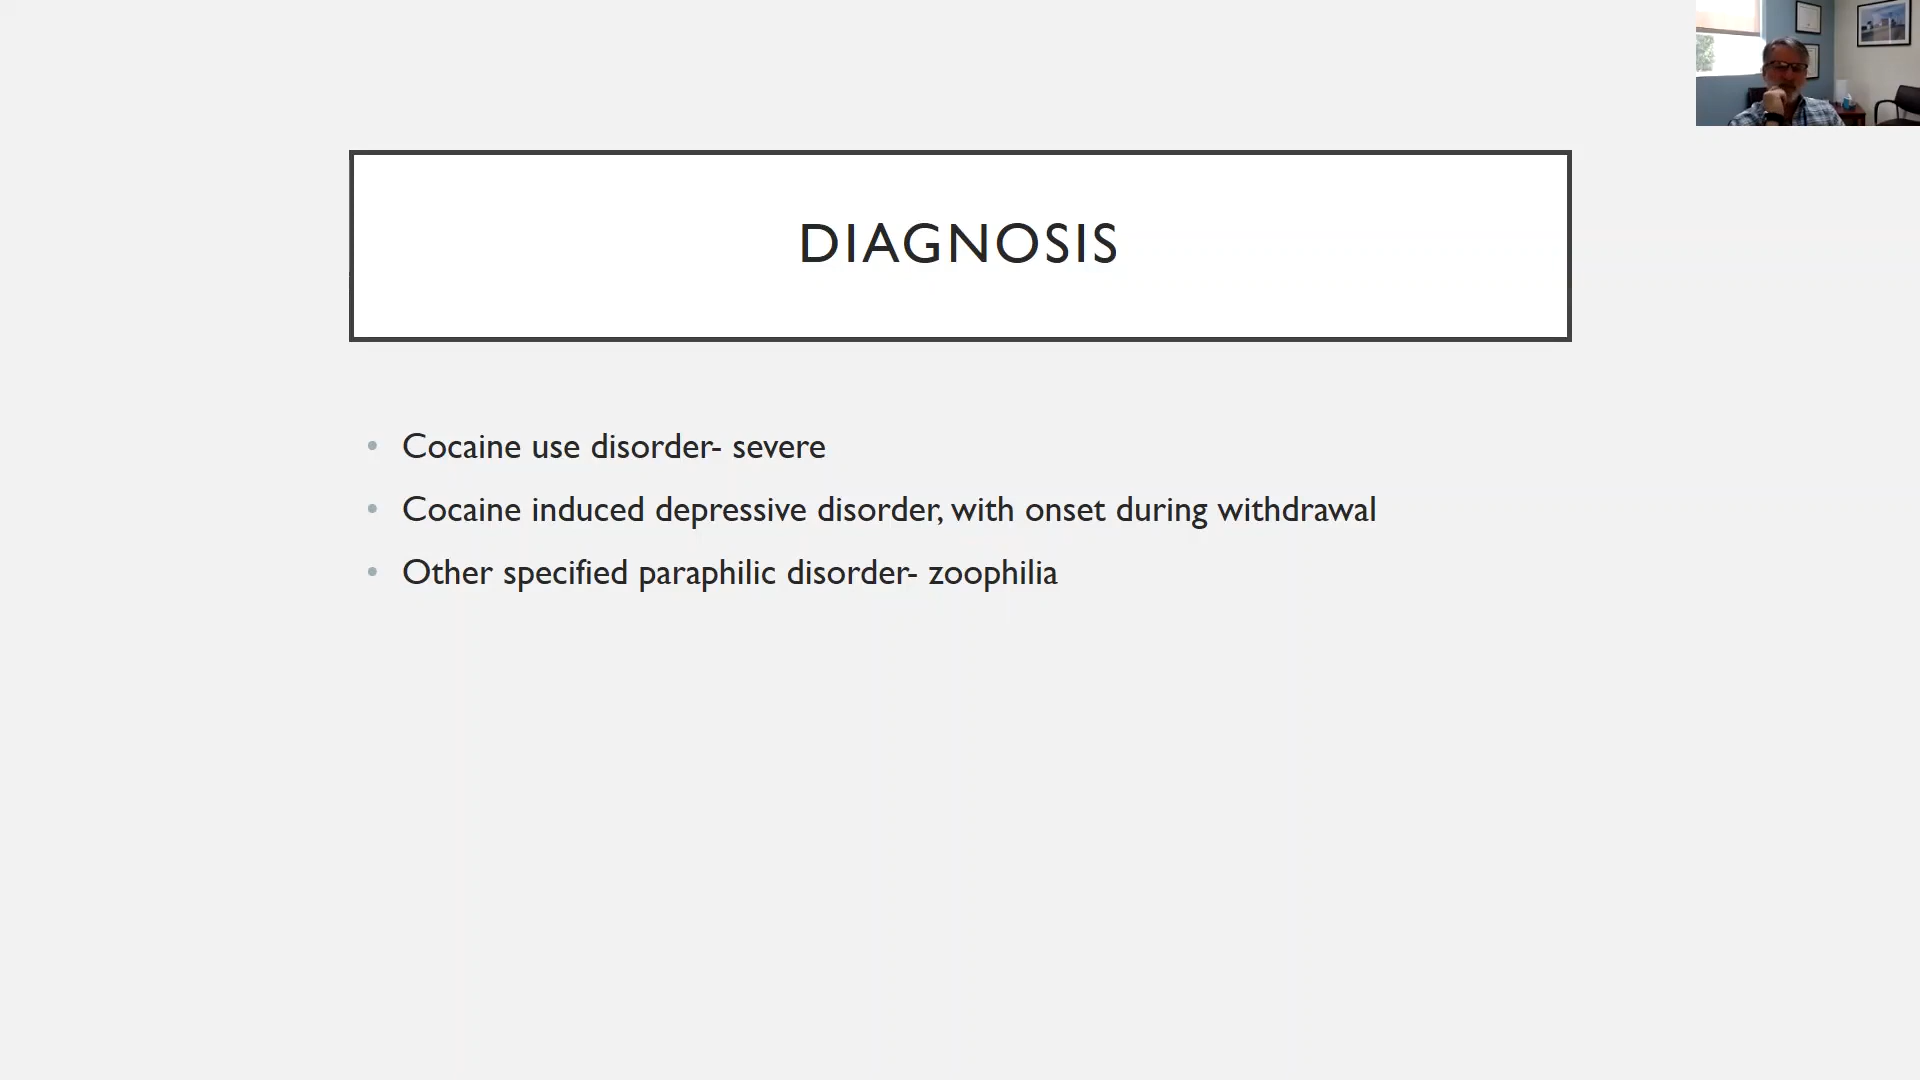 DIAGNOSIS
Cocaine use disorder- severe
Cocaine induced depressive disorder, with onset during withdrawal
Other specified paraphilic disorder- zoophilia